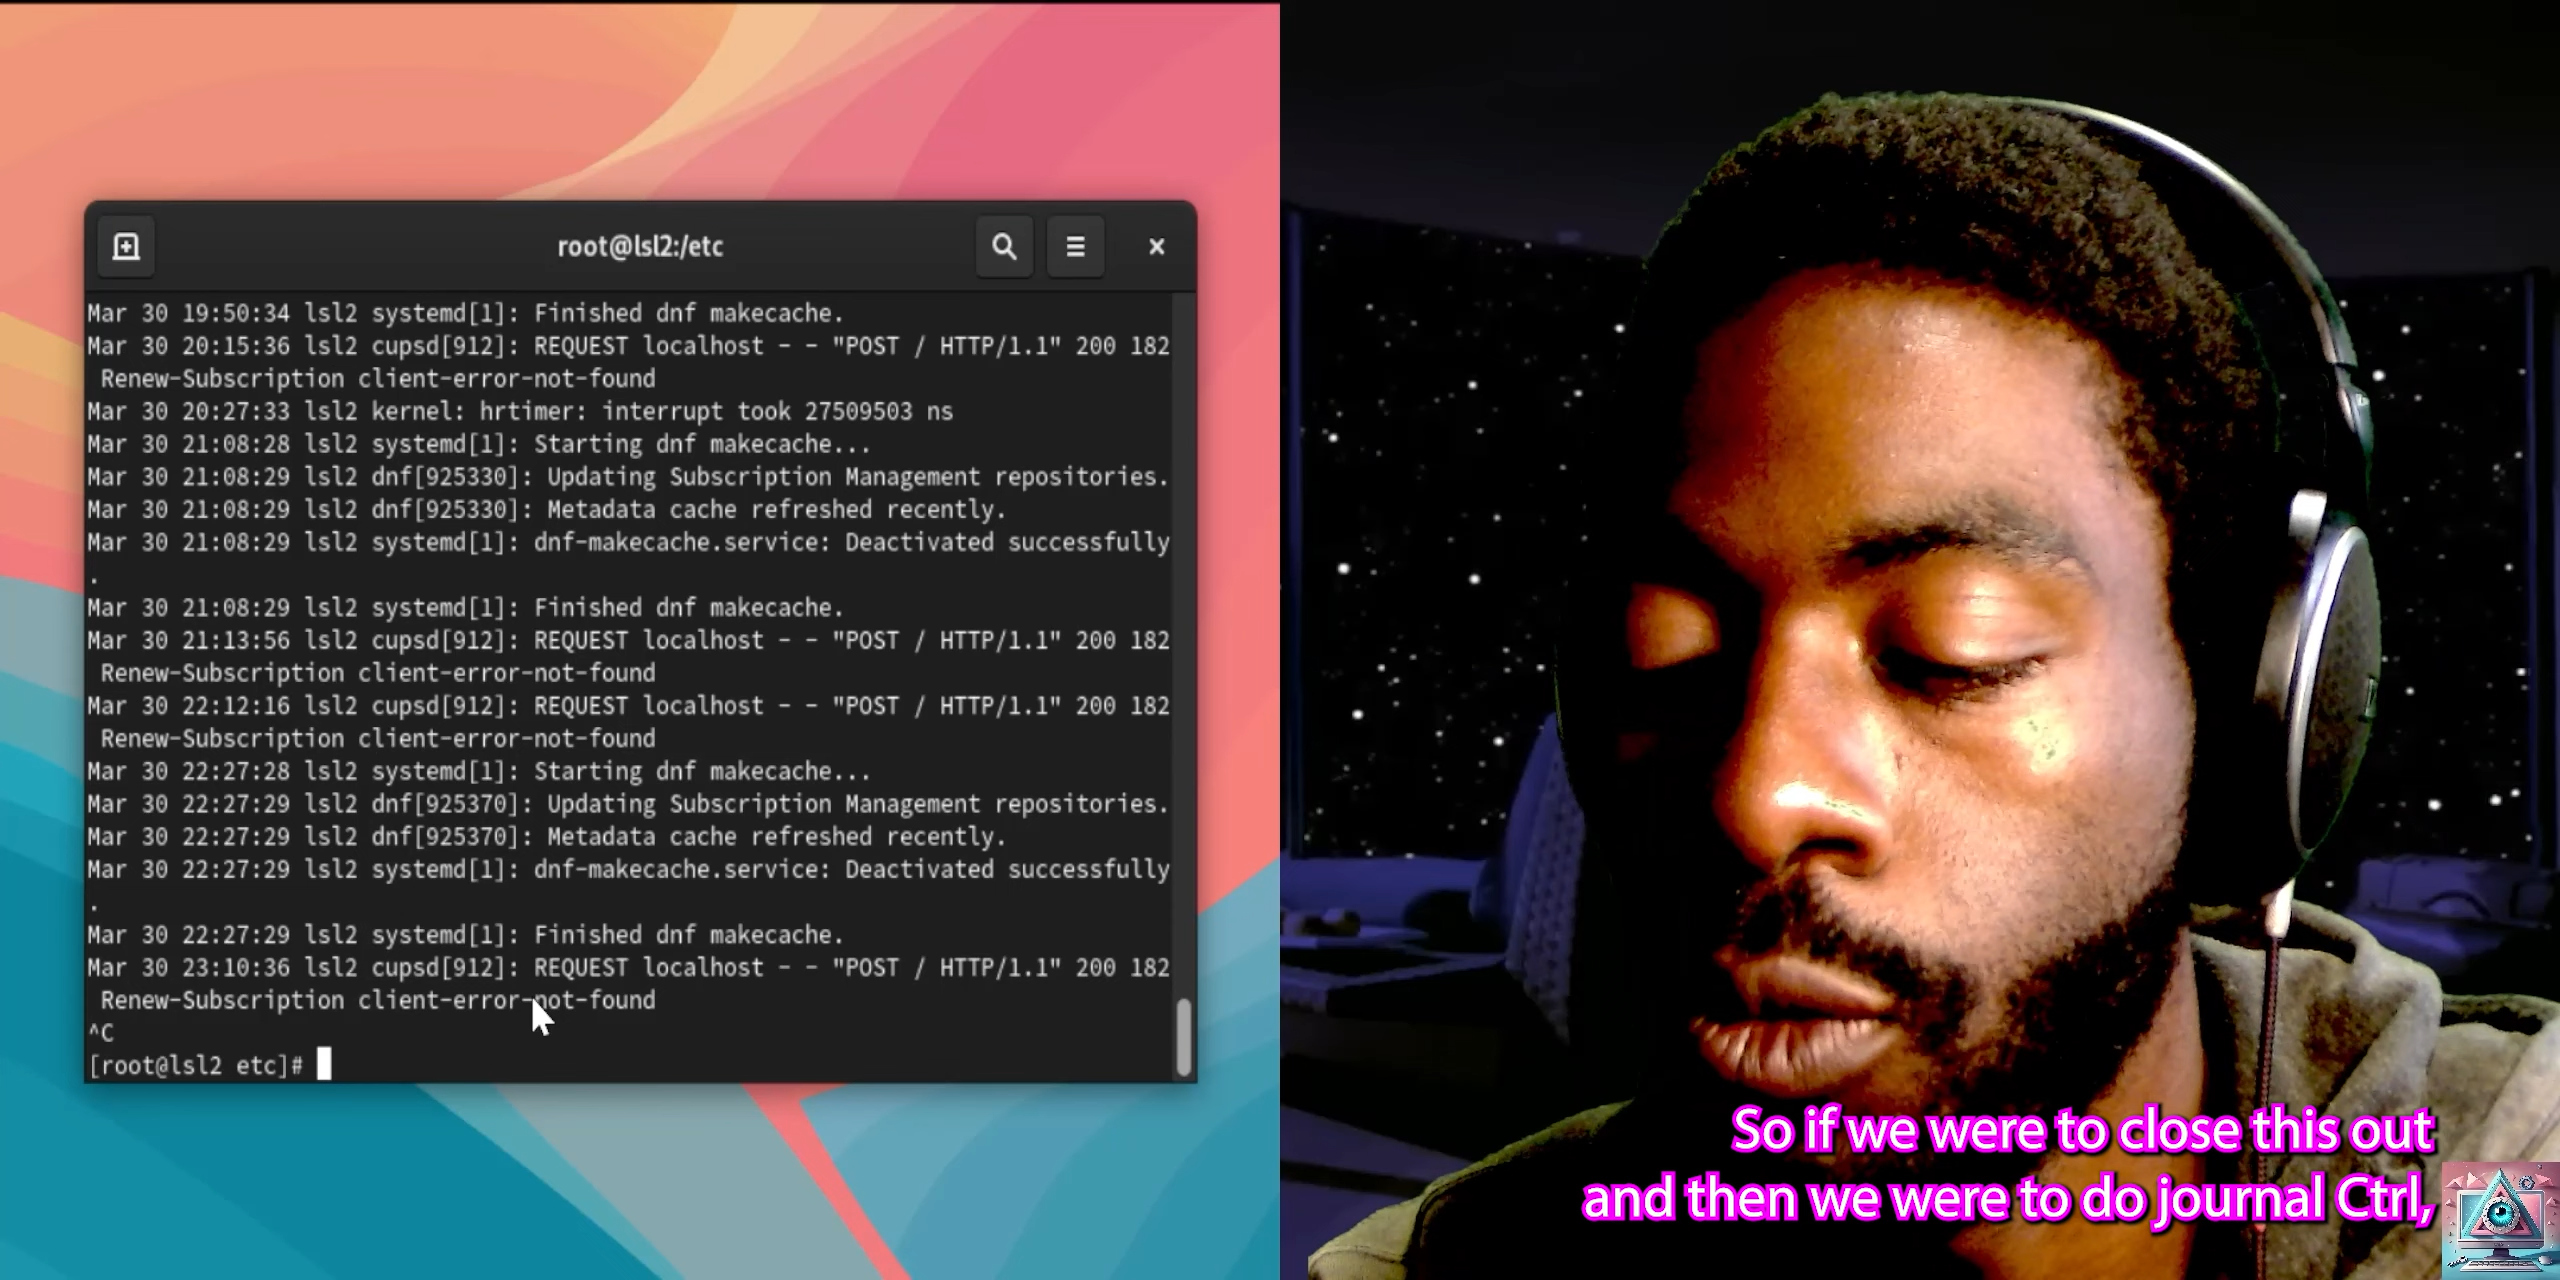 root@lsl2:/etc
Mar 30 19:50:34 lsl2 systemd[1]: Finished dnf makecache.
Mar 30 20:15:36 lsl2 cupsd[912]: REQUEST localhost - - "POST / HTTP/1.1" 200 182
Renew-Subscription client-error-not-found
Mar 30 20:27:33 lsl2 kernel: hrtimer: interrupt took 27509503 ns
Mar 30 21:08:28 lsl2 systemd[1]: Starting dnf makecache...
Mar 30 21:08:29 lsl2 dnf[925330]: Updating Subscription Management repositories.
Mar 30 21:08:29 lsl2 dnf[925330]: Metadata cache refreshed recently.
Mar 30 21:08:29 lsl2 systemd[1]: dnf-makecache.service: Deactivated successfully
.
Mar 30 21:08:29 lsl2 systemd[1]: Finished dnf makecache.
Mar 30 21:13:56 lsl2 cupsd[912]: REQUEST localhost - - "POST / HTTP/1.1" 200 182
Renew-Subscription client-error-not-found
Mar 30 22:12:16 lsl2 cupsd[912]: REQUEST localhost - - "POST / HTTP/1.1" 200 182
Renew-Subscription client-error-not-found
Mar 30 22:27:28 lsl2 systemd[1]: Starting dnf makecache...
Mar 30 22:27:29 lsl2 dnf[925370]: Updating Subscription Management repositories.
Mar 30 22:27:29 lsl2 dnf[925370]: Metadata cache refreshed recently.
Mar 30 22:27:29 lsl2 systemd[1]: dnf-makecache.service: Deactivated successfully
.
Mar 30 22:27:29 lsl2 systemd[1]: Finished dnf makecache.
Mar 30 23:10:36 lsl2 cupsd[912]: REQUEST localhost - - "POST / HTTP/1.1" 200 182
Renew-Subscription client-error-not-found
^C
[root@lsl2 etc]#
So if we were to close this out
and then we were to do journal Ctrl,